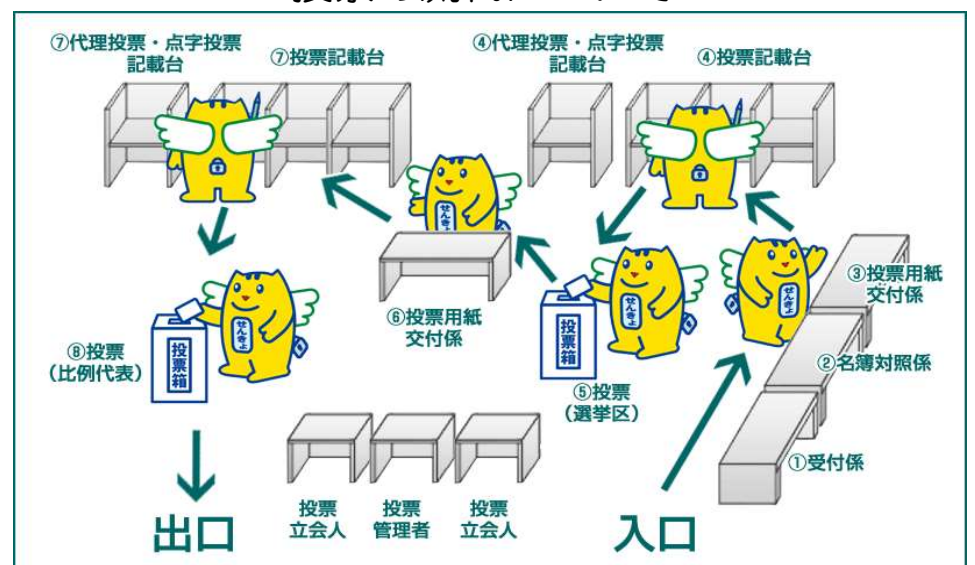 ⑦代理投票・点字投票
記載台
⑦投票記載台
④代理投票・点字投票
記載台
④投票記載台
せんきょ
③投票用紙
交付係
せんきょ
せんきょ
せんきょ
⑥投票用紙
交付係
②名簿対照係
投票箱
投票箱
⑧投票
(比例代表)
⑤投票
(選挙区)
①受付係
投票
立会人
投票
管理者
投票
立会人
出口
入口